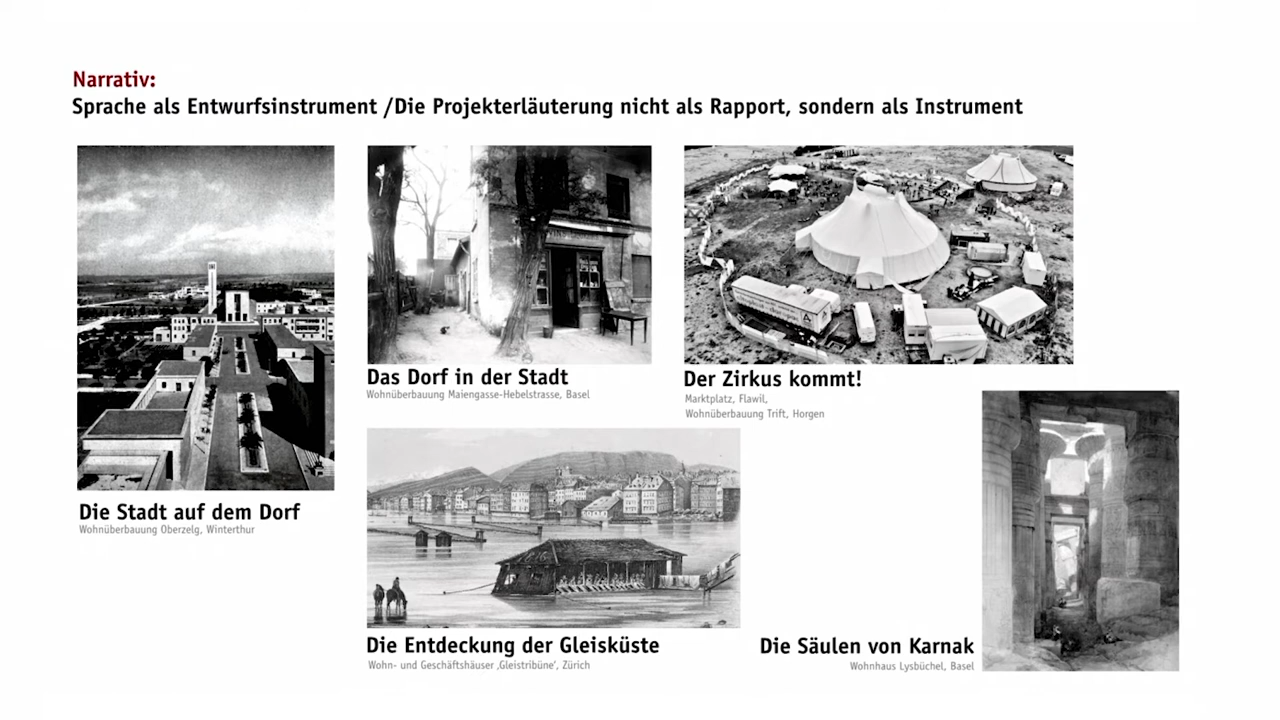 Narrativ:
Sprache als Entwurfsinstrument /Die Projekterläuterung nicht als Rapport, sondern als Instrument
Die Stadt auf dem Dorf
Wohnüberbauung Oberzelg, Winterthur
Das Dorf in der Stadt
Wohnüberbauung Maiengasse-Hebelstrasse, Basel
Der Zirkus kommt!
Marktplatz, Flawil,
Wohnüberbauung Trift, Horgen
Die Entdeckung der Gleisküste
Wohn- und Geschäftshäuser ‚Gleistribüne‘, Zürich
Die Säulen von Karnak
Wohnhaus Lysbüchel, Basel